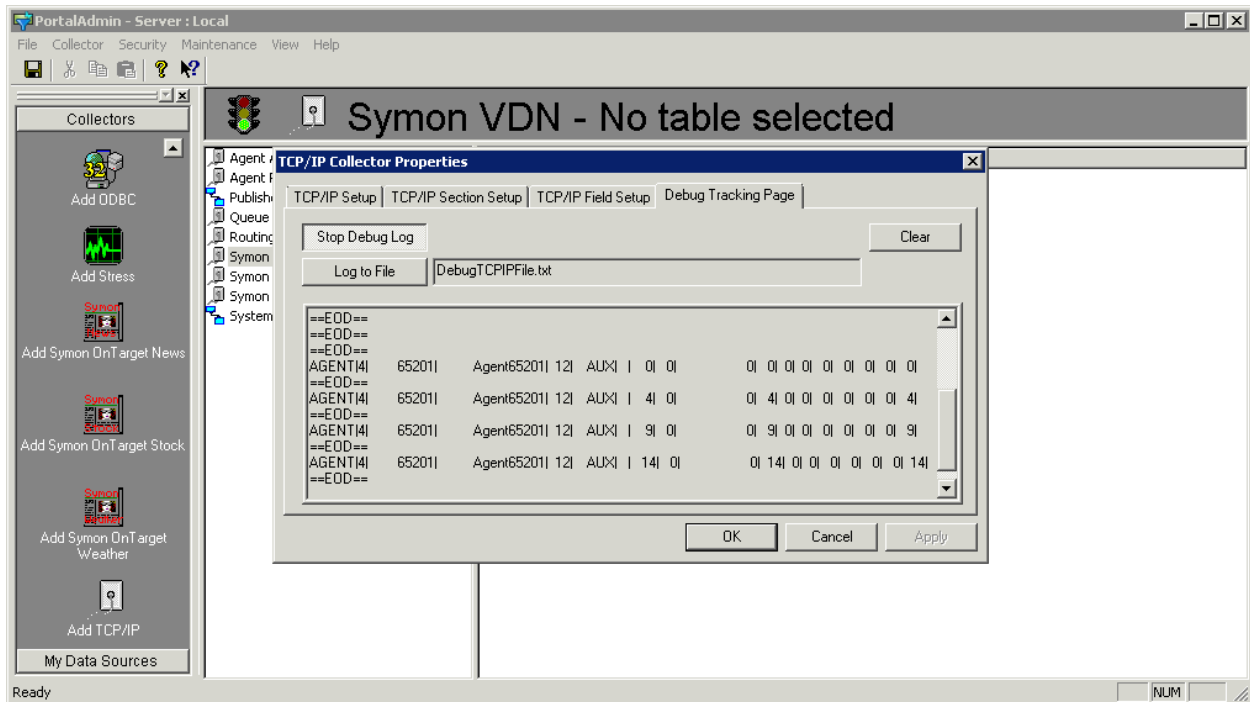 PortalAdmin - Server : Local
File Collector Security Maintenance View Help
Collectors
Add ODBC
Add Stress
Add Symon OnTarget News
Add Symon OnTarget Stock
Add Symon OnTarget
Weather
Add TCP/IP
My Data Sources
Symon VDN - No table selected
Agent
Agent
Publish
Queue
Routing
Symon
Symon
Symon
System
TCP/IP Collector Properties
TCP/IP Setup TCP/IP Section Setup TCP/IP Field Setup Debug Tracking Page
Stop Debug Log Clear
Log to File DebugTCPIPFile.txt
==EOD==
==EOD==
==EOD==
AGENT|4| 65201| Agent65201| 12| AUX| | 0| 0| 0| 0| 0| 0| 0| 0| 0| 0| 0|
==EOD==
AGENT|4| 65201| Agent65201| 12| AUX| | 4| 0| 0| 4| 0| 0| 0| 0| 0| 0| 4|
==EOD==
AGENT|4| 65201| Agent65201| 12| AUX| | 9| 0| 0| 9| 0| 0| 0| 0| 0| 0| 9|
==EOD==
AGENT|4| 65201| Agent65201| 12| AUX| | 14| 0| 0| 14| 0| 0| 0| 0| 0| 0| 14|
==EOD==
OK Cancel Apply
Ready NUM